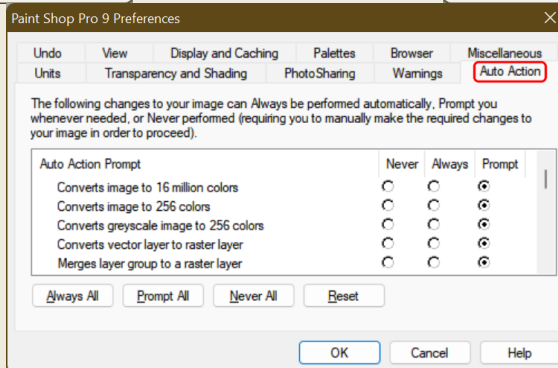 Paint Shop Pro 9 Preferences
Undo View Display and Caching Palettes Browser Miscellaneous
Units Transparency and Shading PhotoSharing Warnings Auto Action
The following changes to your image can Always be performed automatically, Prompt you
whenever needed, or Never performed (requiring you to manually make the required changes to
your image in order to proceed).
Auto Action Prompt Never Always Prompt
Converts image to 16 million colors
Converts image to 256 colors
Converts greyscale image to 256 colors
Converts vector layer to raster layer
Merges layer group to a raster layer
Always All Prompt All Never All Reset
OK Cancel Help